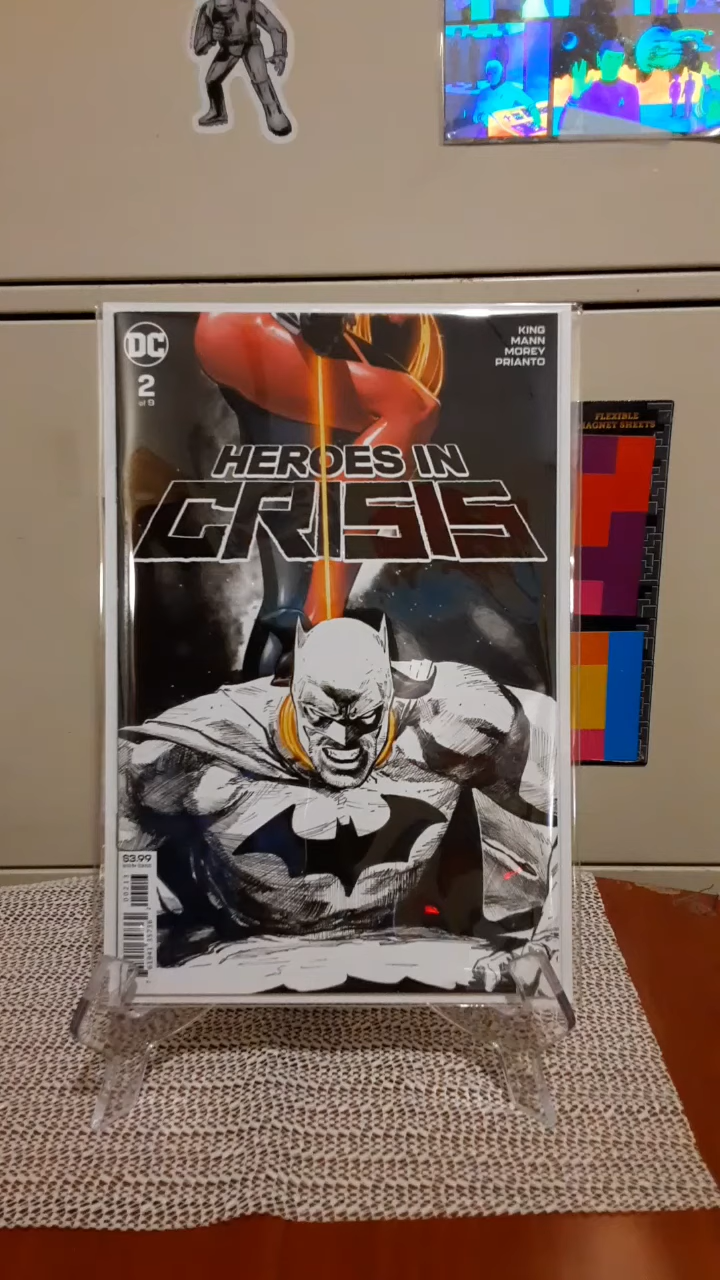 DC
2
of 9
KING
MANN
MOREY
PRIANTO
HEROES IN
CRISIS
FLEXIBLE
MAGNET SHEETS
$3.99